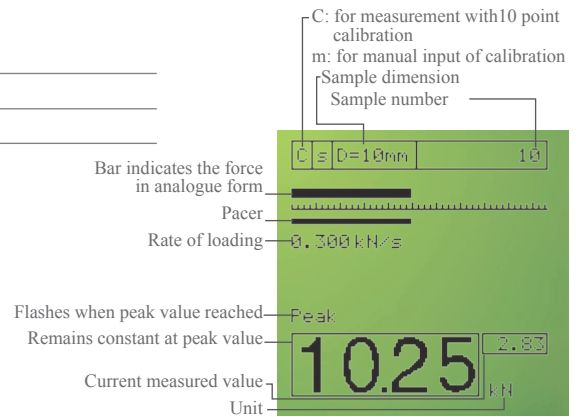 C: for measurement with10 point
calibration
m: for manual input of calibration
Sample dimension
Sample number
C s D=10mm 10
Bar indicates the force
in analogue form
Pacer
Rate of loading
0.300kN/s
Flashes when peak value reached
Peak
Remains constant at peak value
10.25 2.83
Current measured value
kN
Unit